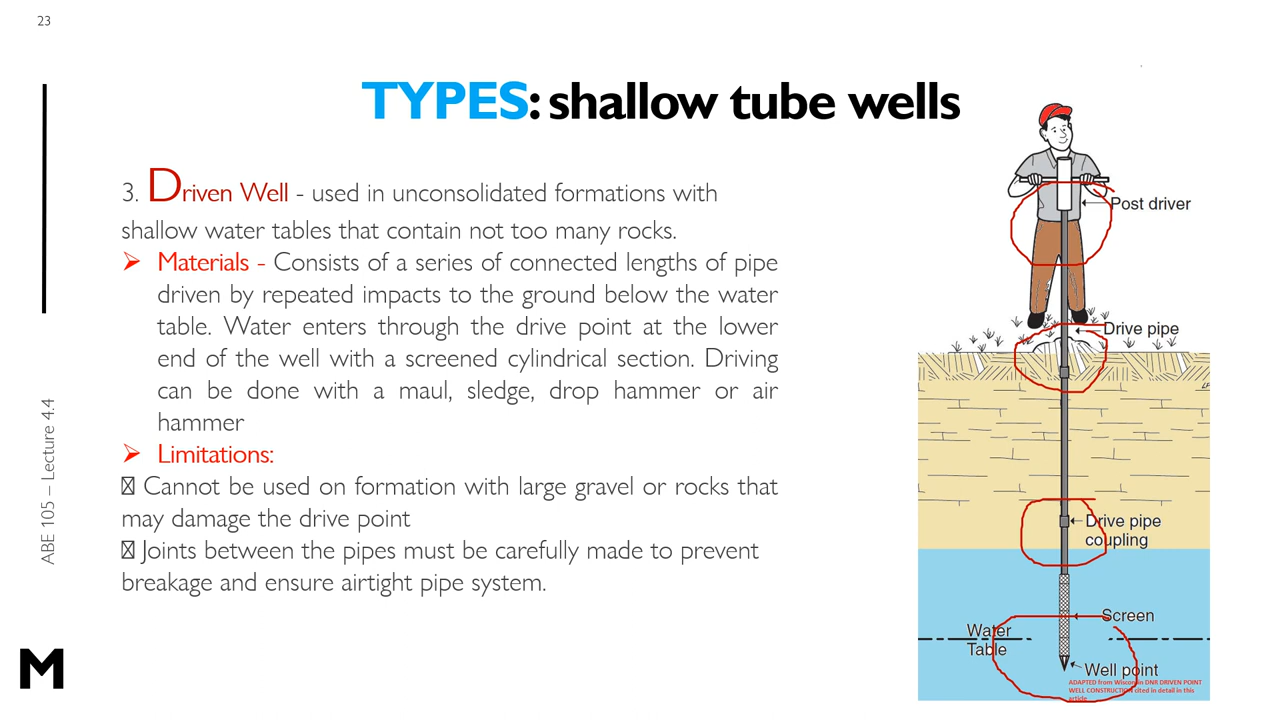 23
TYPES: shallow tube wells
3. Driven Well - used in unconsolidated formations with
shallow water tables that contain not too many rocks.
Materials - Consists of a series of connected lengths of pipe
driven by repeated impacts to the ground below the water
table. Water enters through the drive point at the lower
end of the well with a screened cylindrical section. Driving
can be done with a maul, sledge, drop hammer or air
hammer
Limitations:
Cannot be used on formation with large gravel or rocks that
may damage the drive point
Joints between the pipes must be carefully made to prevent
breakage and ensure airtight pipe system.
ABE 105 – Lecture 4.4
M
Post driver
Drive pipe
Drive pipe
coupling
Screen
Water
Table
Well point
ADAPTED from Wisconsin DNR DRIVEN POINT
WELL CONSTRUCTION cited in detail in this
article